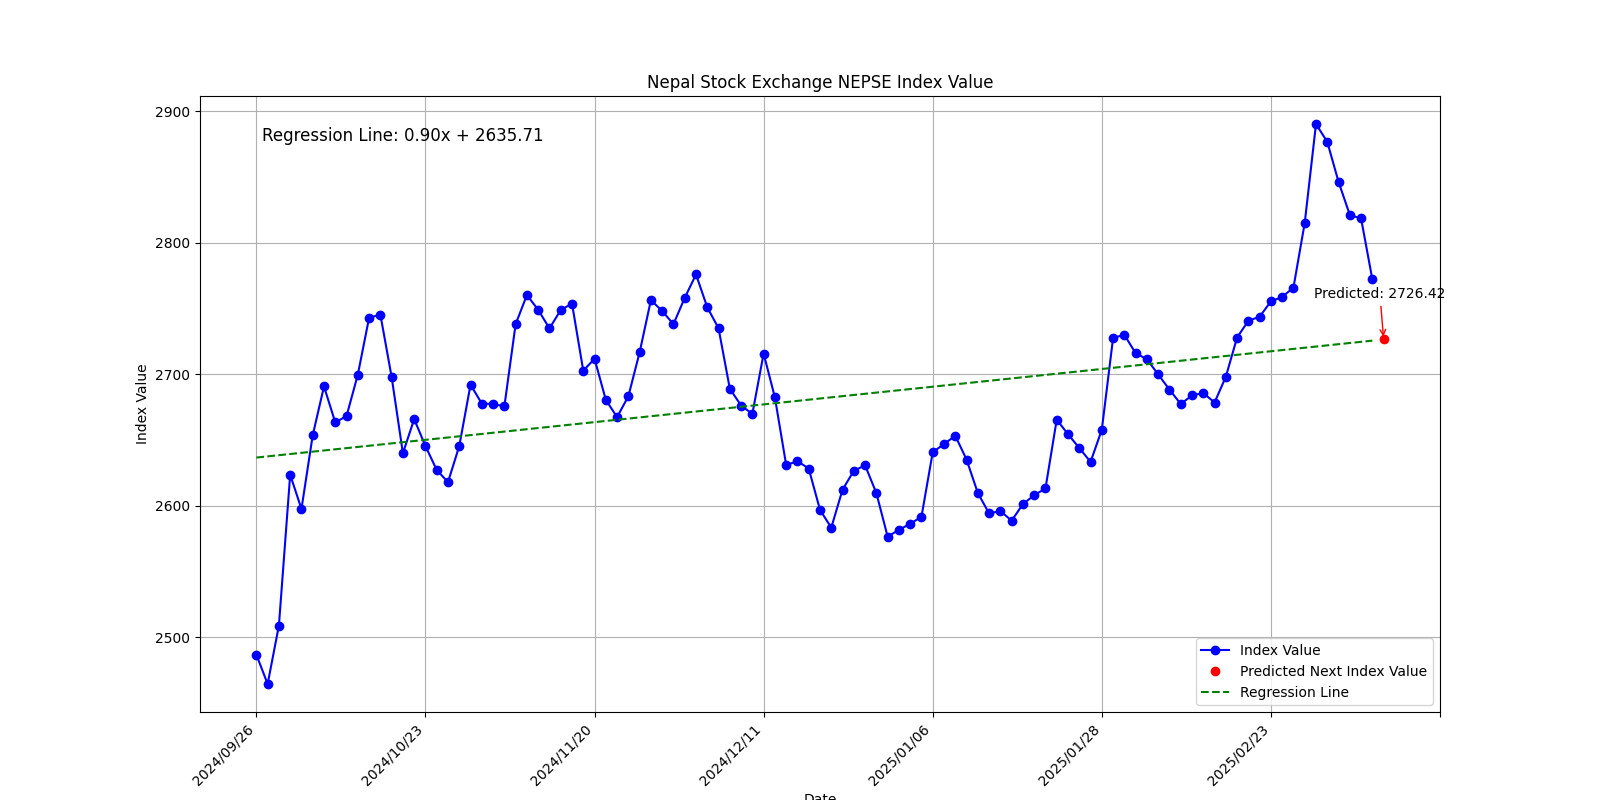 Nepal Stock Exchange NEPSE Index Value
2900
Regression Line: 0.90x + 2635.71
2800
Predicted: 2726.42
2700
Index Value
2600
2500
Index Value
Predicted Next Index Value
Regression Line
2024/09/26
2024/10/23
2024/11/20
2024/12/11
2025/01/06
2025/01/28
2025/02/23
Date